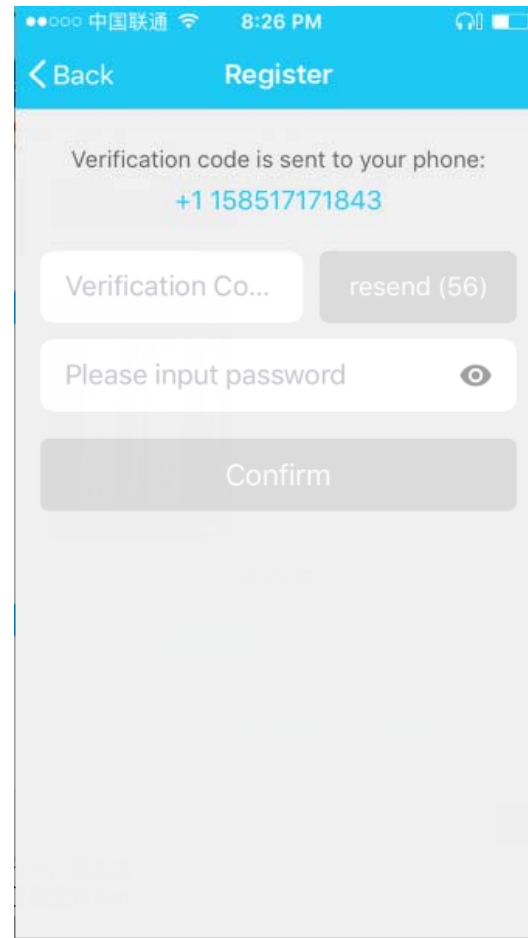 中国联通 8:26 PM
Back Register
Verification code is sent to your phone:
+1 158517171843
Verification Co... resend (56)
Please input password
Confirm